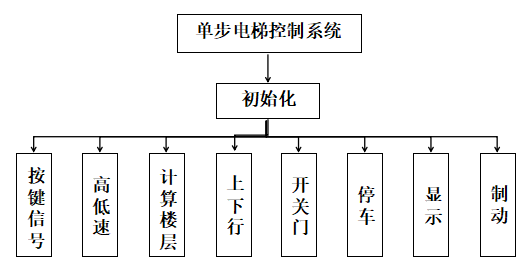 单步电梯控制系统
初始化
按键信号
高低速
计算楼层
上下行
开关门
停车
显示
制动